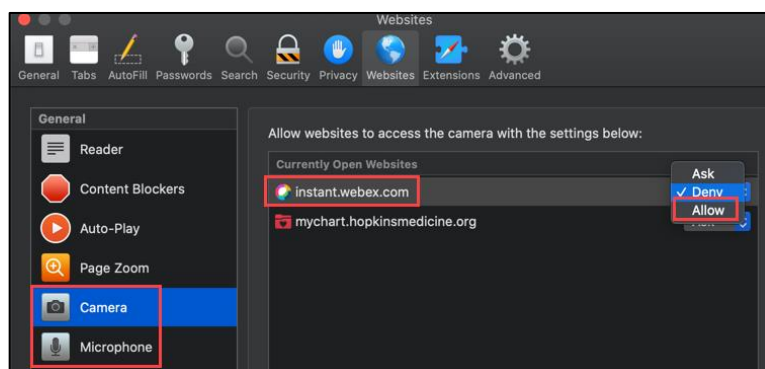 Websites
General Tabs AutoFill Passwords Search Security Privacy Websites Extensions Advanced
General
Reader
Content Blockers
Auto-Play
Page Zoom
Camera
Microphone
Allow websites to access the camera with the settings below:
Currently Open Websites
instant.webex.com
mychart.hopkinsmedicine.org
Ask
✓ Deny
Allow